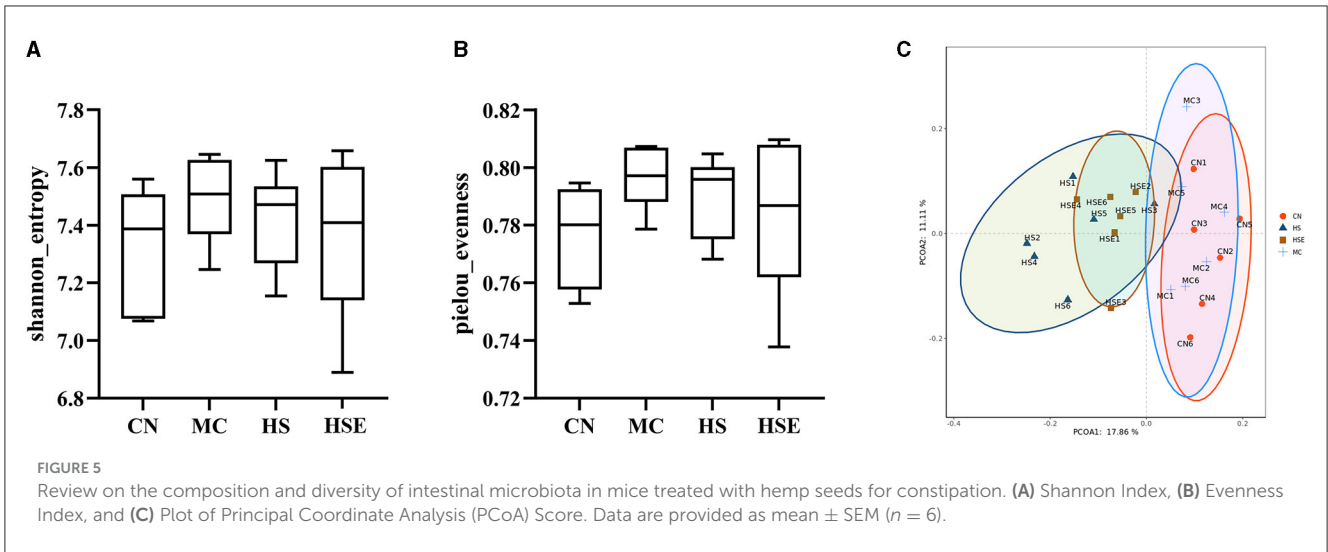 A
7.8
7.6
7.4
7.2
7.0
6.8
shannon_entropy
CN MC HS HSE
B
0.82
0.80
0.78
0.76
0.74
0.72
pielou_evenness
CN MC HS HSE
C
0.2
0.0
-0.2
PCOA2: 11.11 %
MC3
CN1
HS1
HSE2
MC5
HSE4
HSE6
HSE5
HS3
MC4
HS5
CN5
CN3
HSE1
HS2
CN2
HS4
MC2
MC6
MC1
HS6
HSE3
CN4
CN6
-0.4 -0.2 0.0 0.2
PCOA1: 17.86 %
CN
HS
HSE
MC
FIGURE 5
Review on the composition and diversity of intestinal microbiota in mice treated with hemp seeds for constipation. (A) Shannon Index, (B) Evenness
Index, and (C) Plot of Principal Coordinate Analysis (PCoA) Score. Data are provided as mean ± SEM (n = 6).